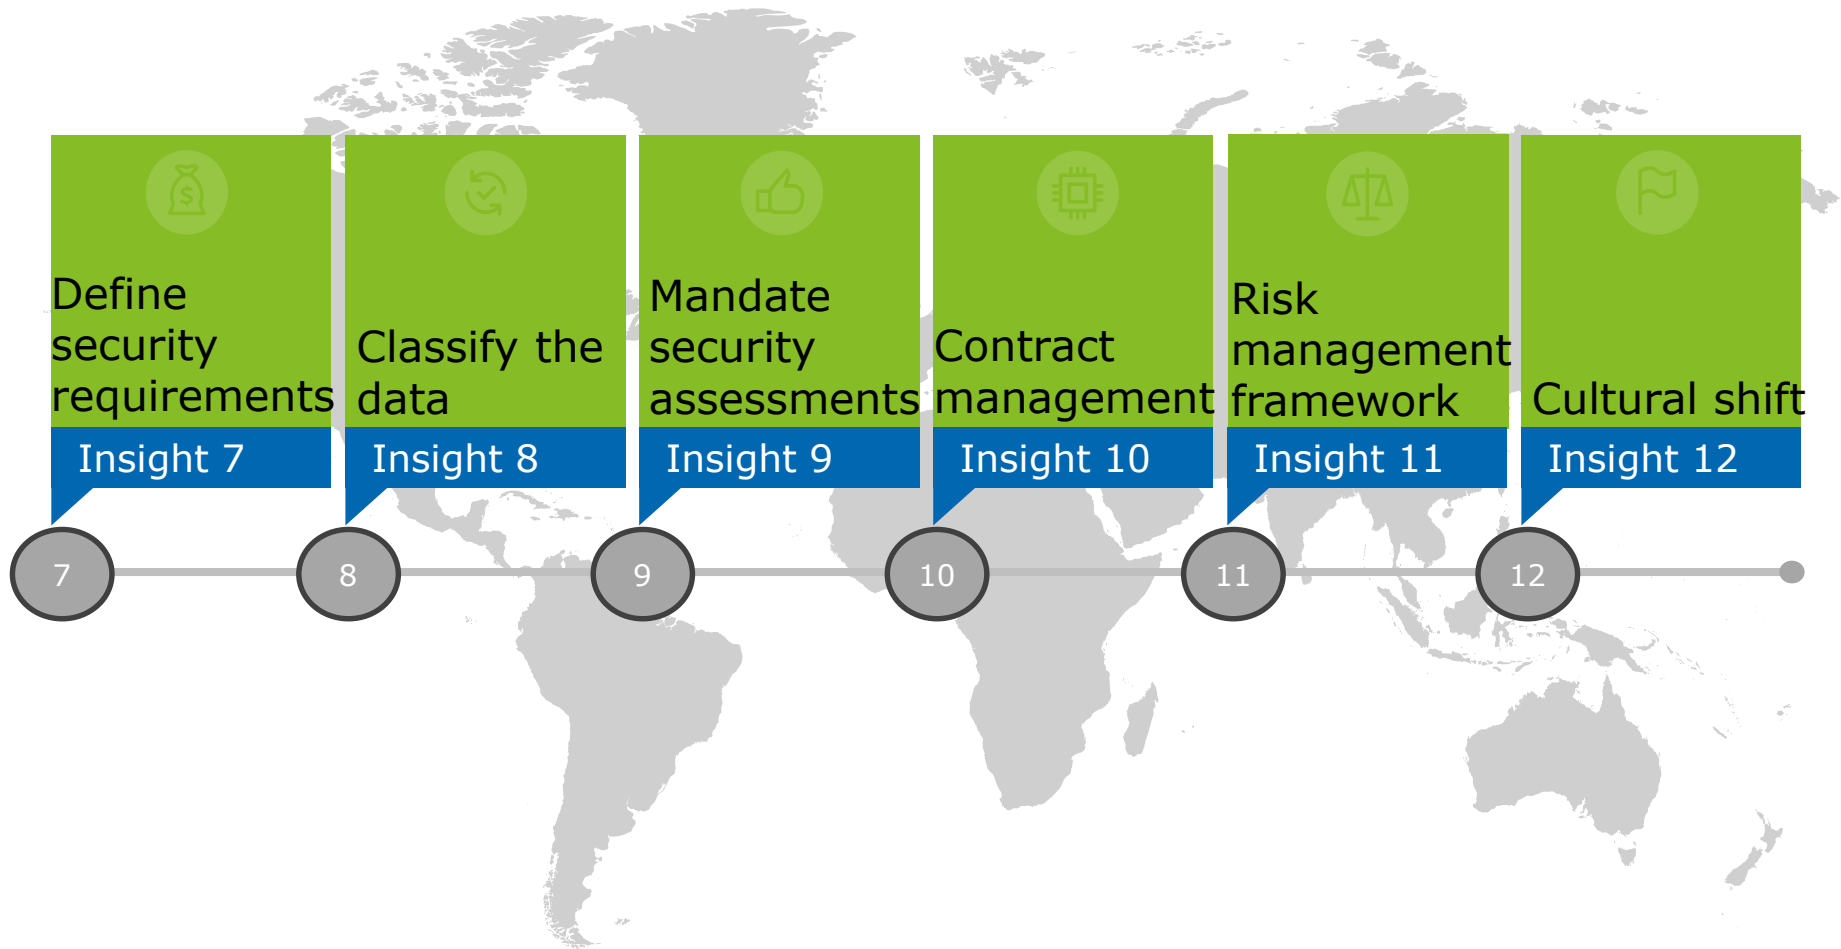 Define
security
requirements
Insight 7
7
Classify the
data
Insight 8
8
Mandate
security
assessments
Insight 9
9
Contract
management
Insight 10
10
Risk
management
framework
Insight 11
11
Cultural shift
Insight 12
12
$